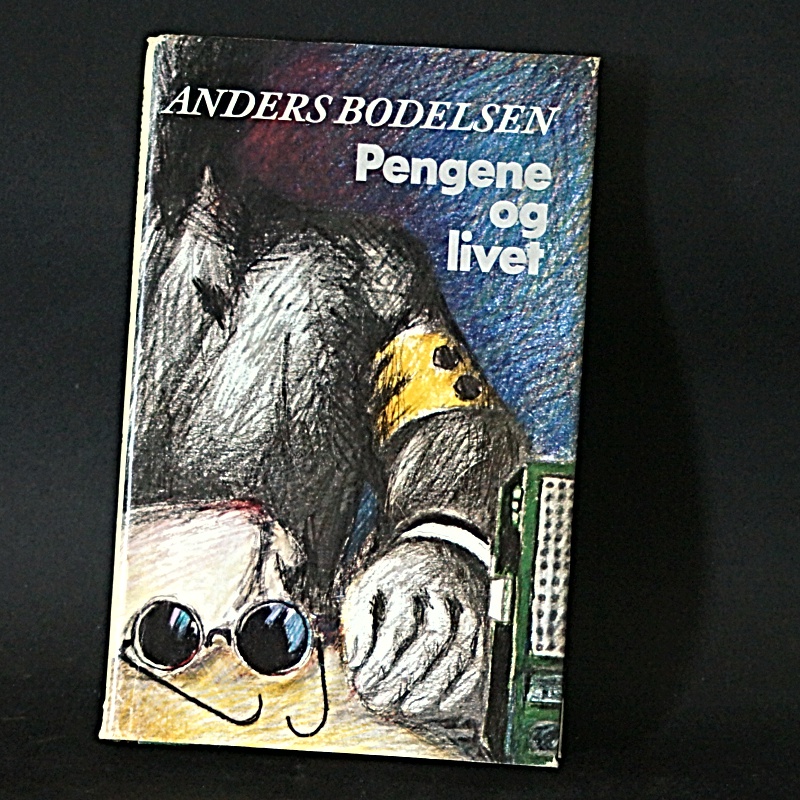 ANDERS BODELSEN
Pengene
og
livet